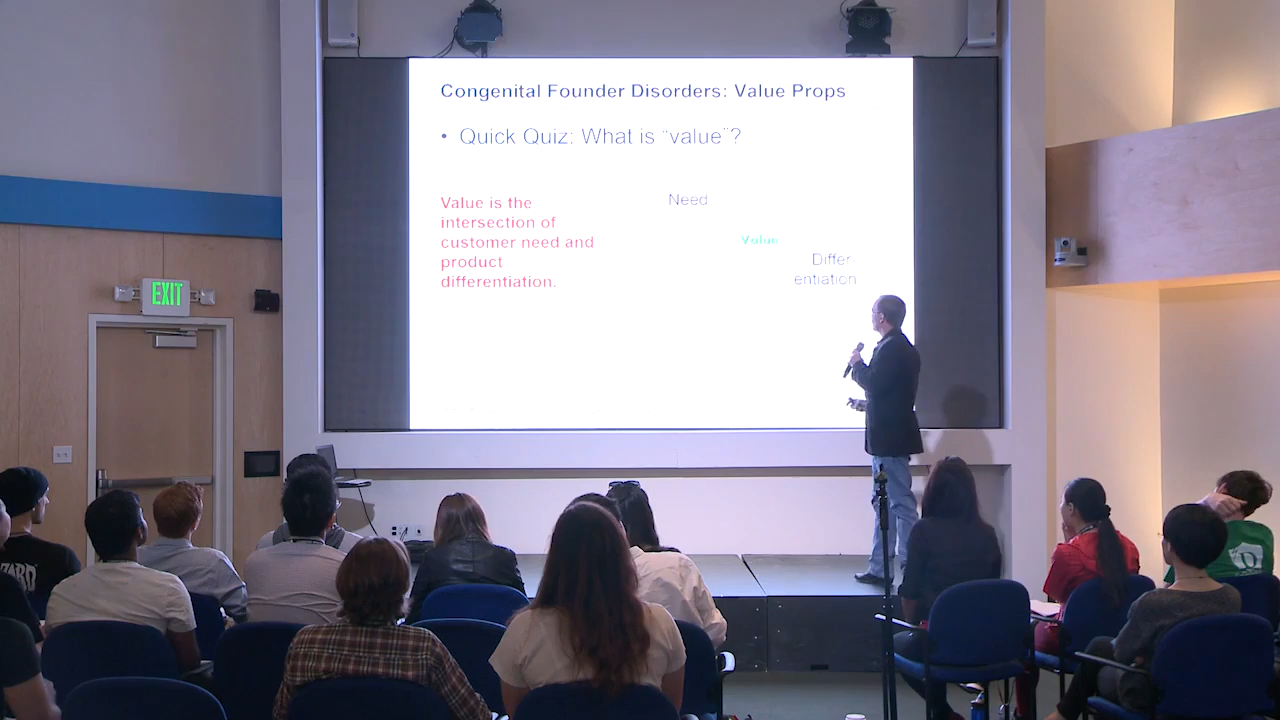 Congenital Founder Disorders: Value Props
• Quick Quiz: What is “value”?
Value is the
intersection of
customer need and
product
differentiation.
Need
Value
Differ-
entiation
EXIT
ZARD